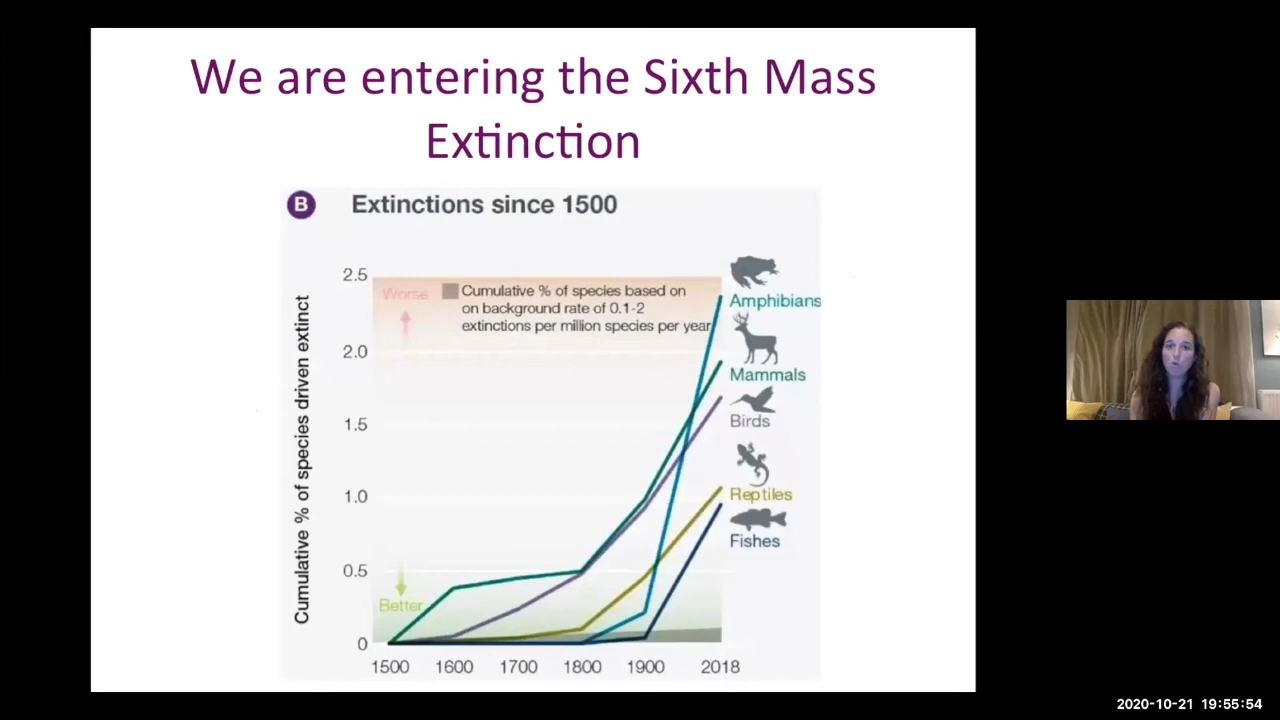 We are entering the Sixth Mass
Extinction
B Extinctions since 1500
Cumulative % of species driven extinct
2.5
2.0
1.5
1.0
0.5
0
Worse
Cumulative % of species based on
on background rate of 0.1-2
extinctions per million species per year
Better
Amphibians
Mammals
Birds
Reptiles
Fishes
1500 1600 1700 1800 1900 2018
2020-10-21 19:55:54